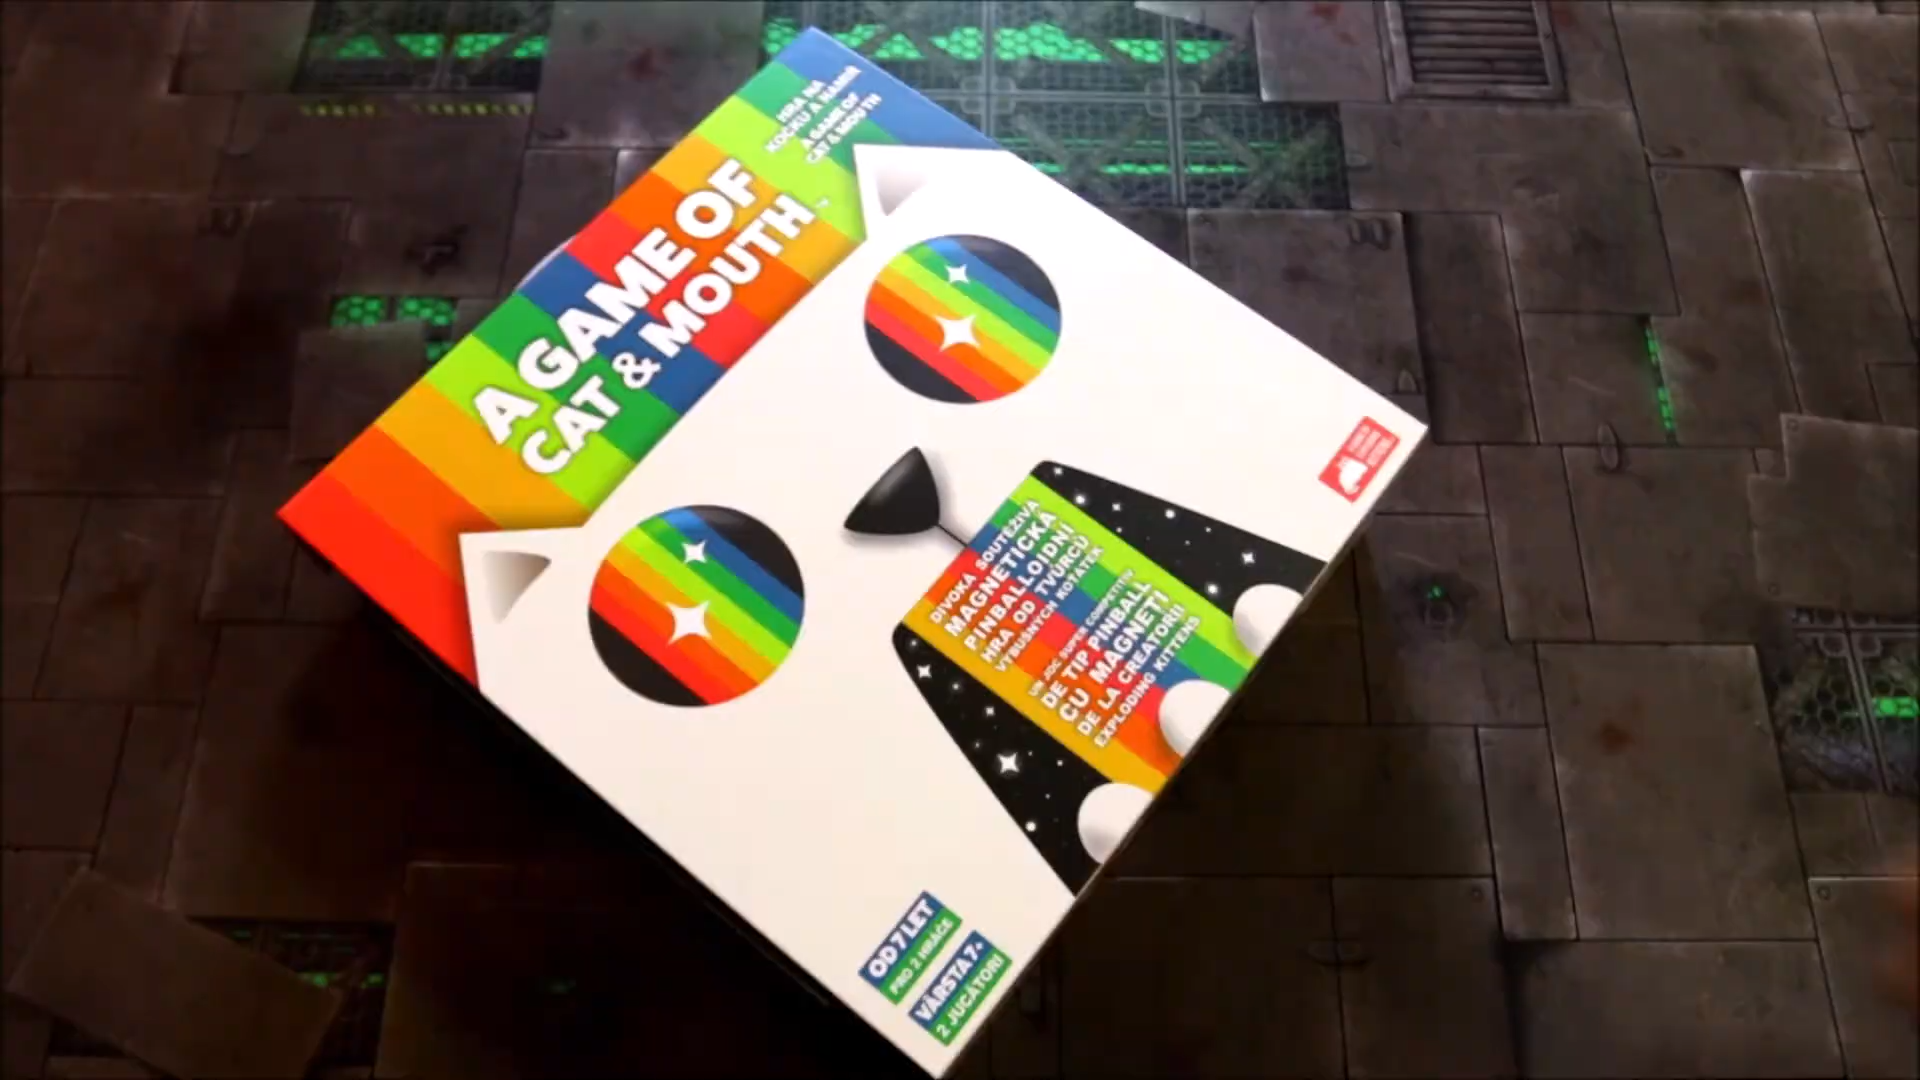 HRA NA
KOČKU A HAMIŘ
A GAME OF
CAT & MOUTH
A GAME OF
CAT & MOUTH
DIVOKÁ SOUTĚŽIVÁ
MAGNETICKÁ
PINBALLOIDNÍ
HRA OD TVŮRCŮ
VÝBUŠNÝCH KOŤÁTEK
UN JOC SUPER COMPETITIV
DE TIP PINBALL
CU MAGNEȚI
DE LA CREATORII
EXPLODING KITTENS
OD 7 LET
PRO 2 HRÁČE
VÂRSTA 7+
2 JUCĂTORI